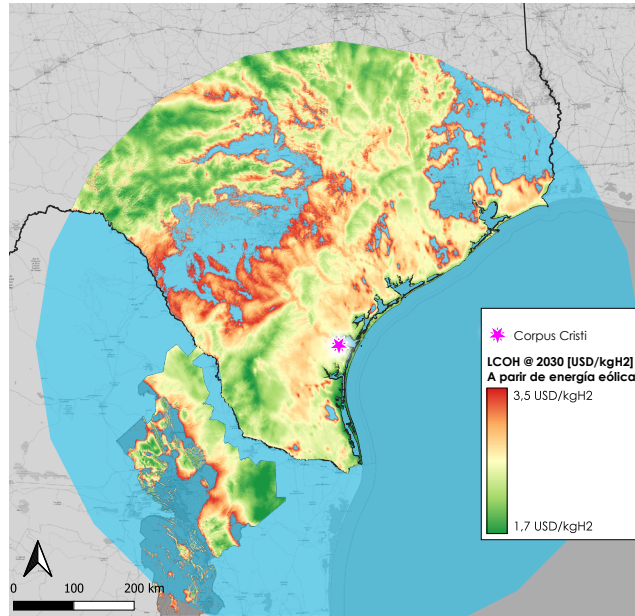 Corpus Cristi
LCOH @ 2030 [USD/kgH2]
A parir de energía eólica
3,5 USD/kgH2
1,7 USD/kgH2
0 100 200 km